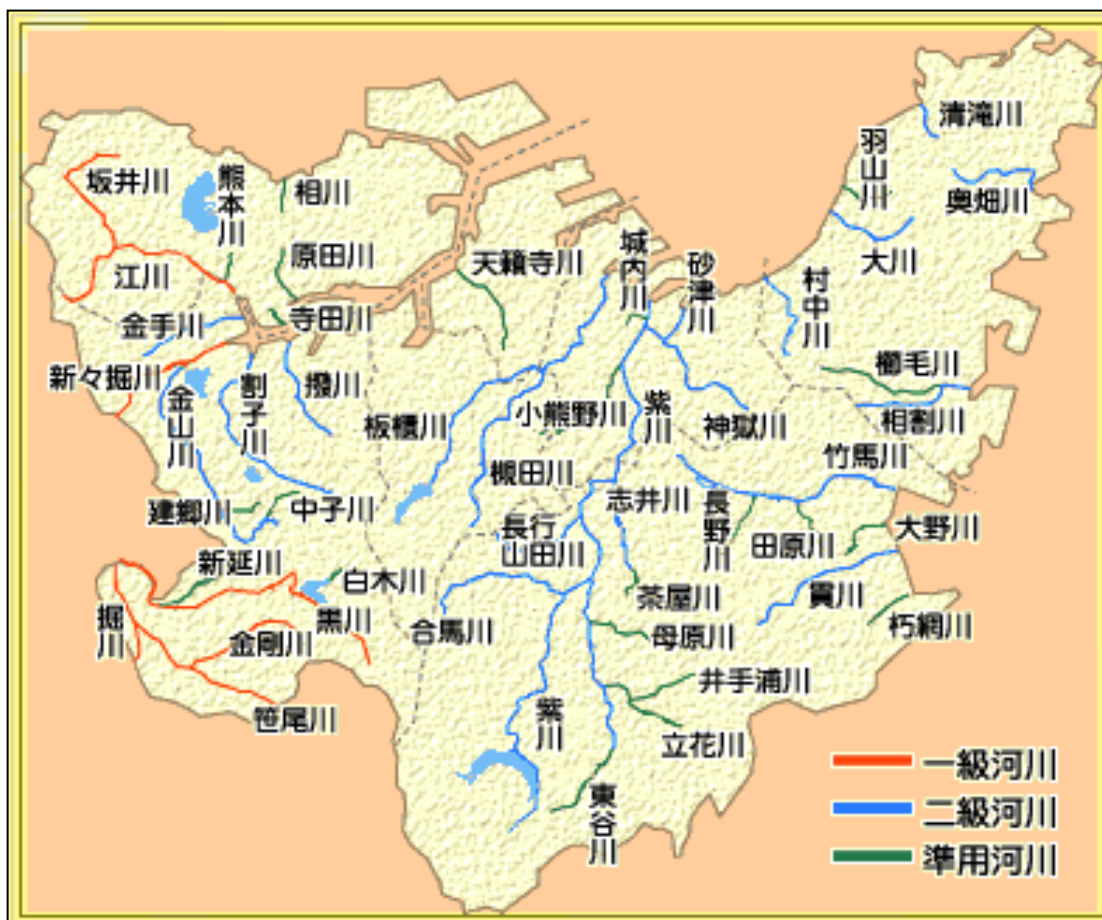 清滝川
羽山川
奥畑川
大川
坂井川
熊本川
相川
原田川
天籟寺川
城内川
砂津川
村中川
江川
寺田川
金手川
新々堀川
金山川
割子川
撥川
板櫃川
小熊野川
紫川
神嶽川
櫛毛川
相割川
竹馬川
槻田川
志井川
長野川
田原川
大野川
建郷川
中子川
長行
山田川
新延川
白木川
茶屋川
貫川
朽網川
堀川
金剛川
黒川
合馬川
母原川
井手浦川
笹尾川
紫川
立花川
東谷川
一級河川
二級河川
準用河川